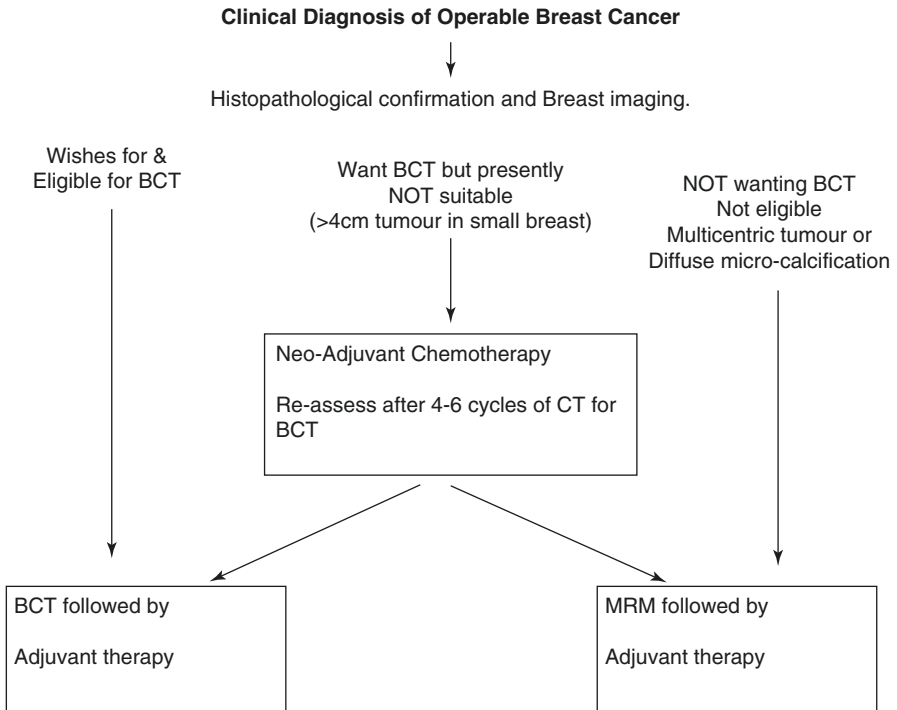 Clinical Diagnosis of Operable Breast Cancer
Histopathological confirmation and Breast imaging.
Wishes for &
Eligible for BCT
Want BCT but presently
NOT suitable
(>4cm tumour in small breast)
NOT wanting BCT
Not eligible
Multicentric tumour or
Diffuse micro-calcification
Neo-Adjuvant Chemotherapy
Re-assess after 4-6 cycles of CT for
BCT
BCT followed by
Adjuvant therapy
MRM followed by
Adjuvant therapy